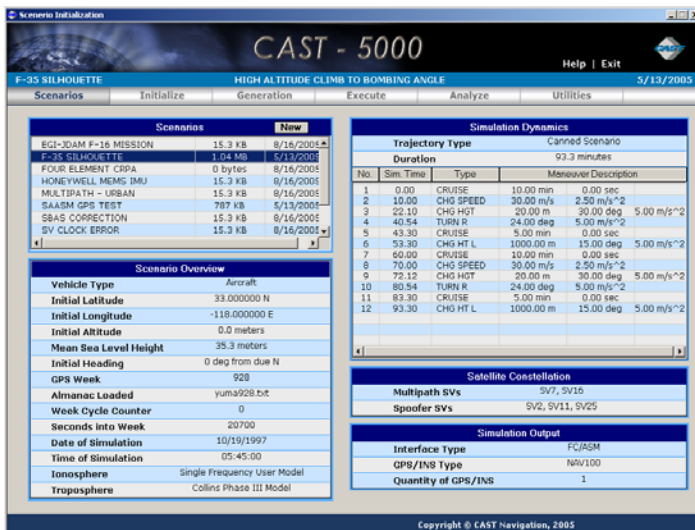 Scenerio Initialization
CAST - 5000
Help | Exit
CAST
F-35 SILHOUETTE HIGH ALTITUDE CLIMB TO BOMBING ANGLE 5/13/2005
Scenarios Initialize Generation Execute Analyze Utilities
Scenarios New
EGI-JDAM F-16 MISSION 15.3 KB 8/16/2005
F-35 SILHOUETTE 1.04 MB 5/13/2005
FOUR ELEMENT CRPA 0 bytes 8/16/2005
HONEYWELL MEMS IMU 15.3 KB 8/16/2005
MULTIPATH - URBAN 15.3 KB 8/16/2005
SAASM GPS TEST 787 KB 5/13/2005
SBAS CORRECTION 15.3 KB 8/16/2005
SV CLOCK ERROR 15.3 KB 8/16/2005
Scenario Overview
Vehicle Type Aircraft
Initial Latitude 33.000000 N
Initial Longitude -118.000000 E
Initial Altitude 0.0 meters
Mean Sea Level Height 35.3 meters
Initial Heading 0 deg from due N
GPS Week 928
Almanac Loaded yuma928.txt
Week Cycle Counter 0
Seconds into Week 20700
Date of Simulation 10/19/1997
Time of Simulation 05:45:00
Ionosphere Single Frequency User Model
Troposphere Collins Phase III Model
Simulation Dynamics
Trajectory Type Canned Scenario
Duration 93.3 minutes
No. Sim. Time Type Maneuver Description
1 0.00 CRUISE 10.00 min 0.00 sec
2 10.00 CHG SPEED 30.00 m/s 2.50 m/s^2
3 22.10 CHG HGT 20.00 m 30.00 deg 5.00 m/s^2
4 40.54 TURN R 24.00 deg 5.00 m/s^2
5 43.30 CRUISE 5.00 min 0.00 sec
6 53.30 CHG HT L 1000.00 m 15.00 deg 5.00 m/s^2
7 60.00 CRUISE 10.00 min 0.00 sec
8 70.00 CHG SPEED 30.00 m/s 2.50 m/s^2
9 72.12 CHG HGT 20.00 m 30.00 deg 5.00 m/s^2
10 80.54 TURN R 24.00 deg 5.00 m/s^2
11 83.30 CRUISE 5.00 min 0.00 sec
12 93.30 CHG HT L 1000.00 m 15.00 deg 5.00 m/s^2
Satellite Constellation
Multipath SVs SV7, SV16
Spoofer SVs SV2, SV11, SV25
Simulation Output
Interface Type FC/ASM
GPS/INS Type NAV100
Quantity of GPS/INS 1
Copyright © CAST Navigation, 2005